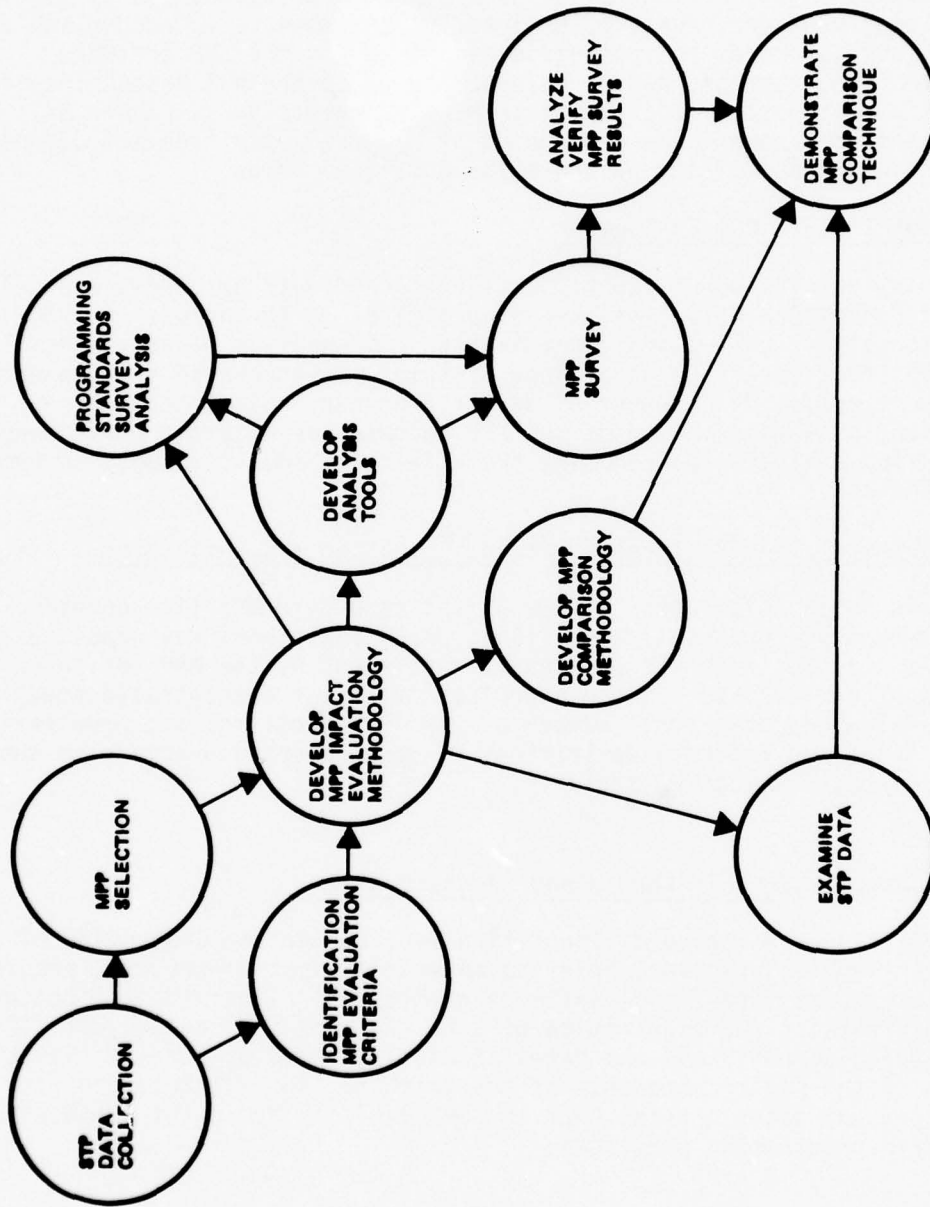 STP
DATA
COLLECTION
MPP
SELECTION
IDENTIFICATION
MPP EVALUATION
CRITERIA
DEVELOP
MPP IMPACT
EVALUATION
METHODOLOGY
PROGRAMMING
STANDARDS
SURVEY
ANALYSIS
DEVELOP
ANALYSIS
TOOLS
DEVELOP MPP
COMPARISON
METHODOLOGY
EXAMINE
STP DATA
MPP
SURVEY
ANALYZE
VERIFY
MPP SURVEY
RESULTS
DEMONSTRATE
MPP
COMPARISON
TECHNIQUE